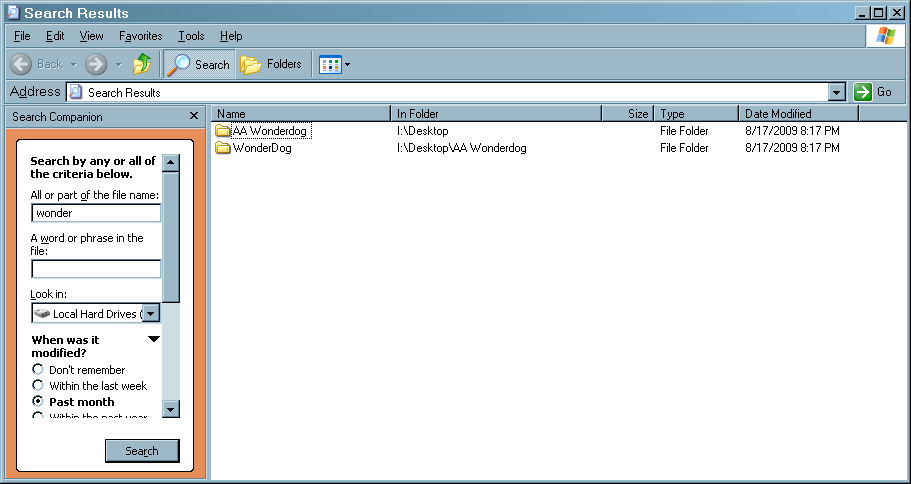 Search Results
File Edit View Favorites Tools Help
Back Search Folders
Address Search Results Go
Search Companion
Search by any or all of the criteria below.
All or part of the file name:
wonder
A word or phrase in the
file:
Look in:
Local Hard Drives (
When was it
modified?
Don't remember
Within the last week
Past month
Within the past year
Search
Name In Folder Size Type Date Modified
AA Wonderdog I:\Desktop File Folder 8/17/2009 8:17 PM
WonderDog I:\Desktop\AA Wonderdog File Folder 8/17/2009 8:17 PM